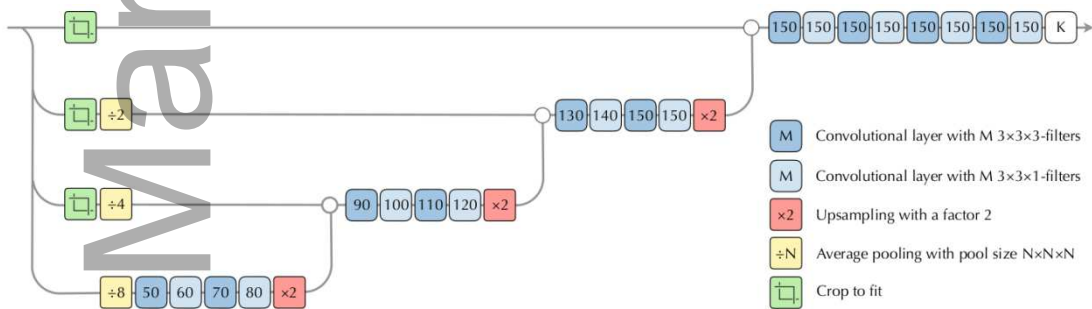 150 150 150 150 150 150 150 150 K
÷2
130 140 150 150 ×2
M Convolutional layer with M 3×3×3-filters
M Convolutional layer with M 3×3×1-filters
÷4
90 100 110 120 ×2
×2 Upsampling with a factor 2
÷N Average pooling with pool size N×N×N
÷8 50 60 70 80 ×2
Crop to fit
Mar